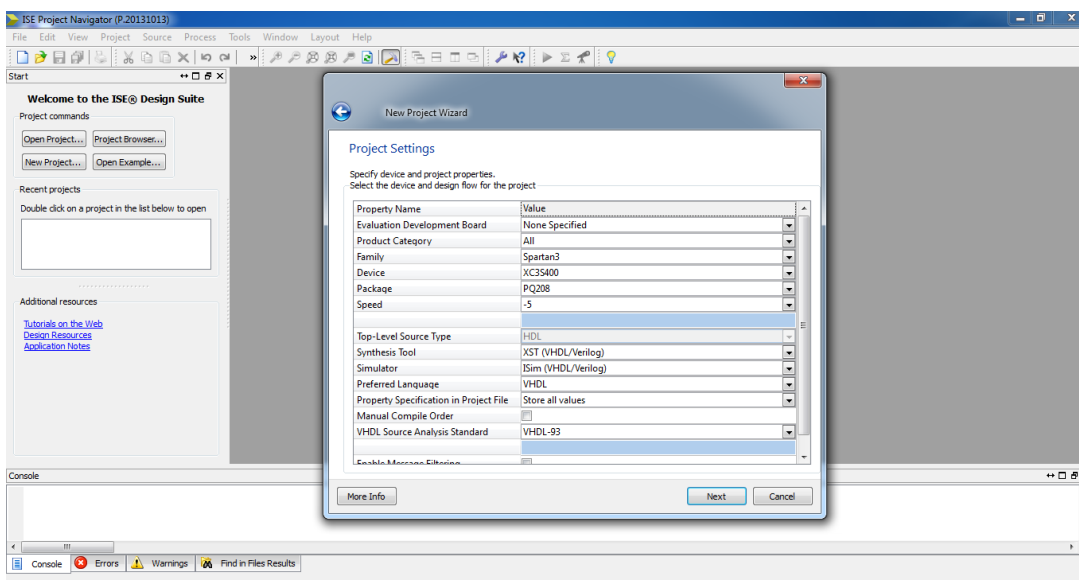 ISE Project Navigator (P.20131013)
File Edit View Project Source Process Tools Window Layout Help
Start
Welcome to the ISE® Design Suite
Project commands
Open Project... Project Browser...
New Project... Open Example...
Recent projects
Double click on a project in the list below to open
Additional resources
Tutorials on the Web
Design Resources
Application Notes
New Project Wizard
Project Settings
Specify device and project properties.
Select the device and design flow for the project
Property Name Value
Evaluation Development Board None Specified
Product Category All
Family Spartan3
Device XC3S400
Package PQ208
Speed -5
Top-Level Source Type HDL
Synthesis Tool XST (VHDL/Verilog)
Simulator ISim (VHDL/Verilog)
Preferred Language VHDL
Property Specification in Project File Store all values
Manual Compile Order
VHDL Source Analysis Standard VHDL-93
Enable Message Filtering
More Info Next Cancel
Console
Console Errors Warnings Find in Files Results